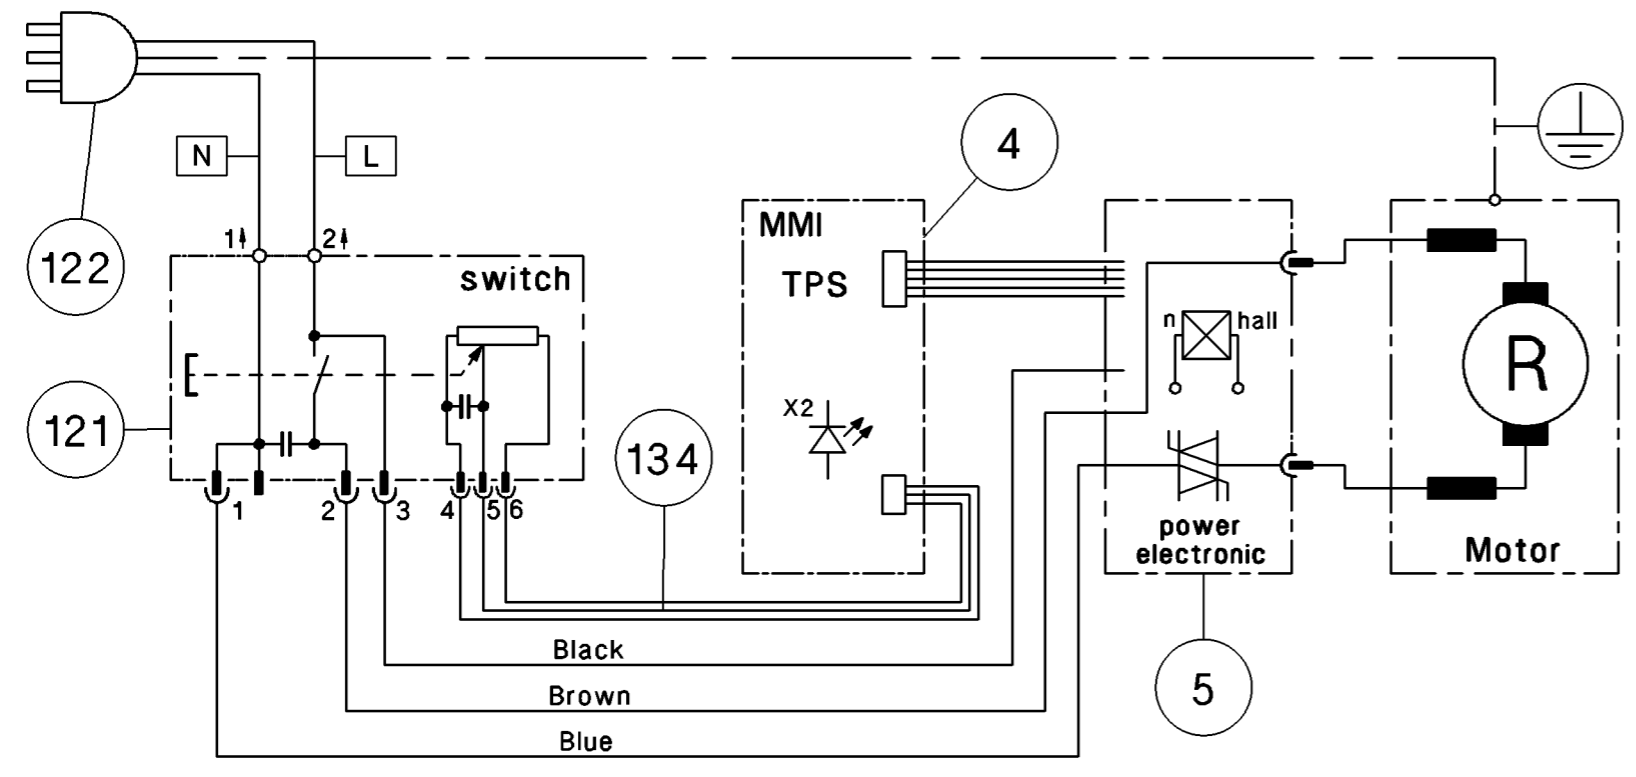 N
L
4
122
1
2
switch
MMI
TPS
n
hall
R
121
X2
134
1
2
3
4
5
6
power
electronic
Motor
Black
Brown
Blue
5